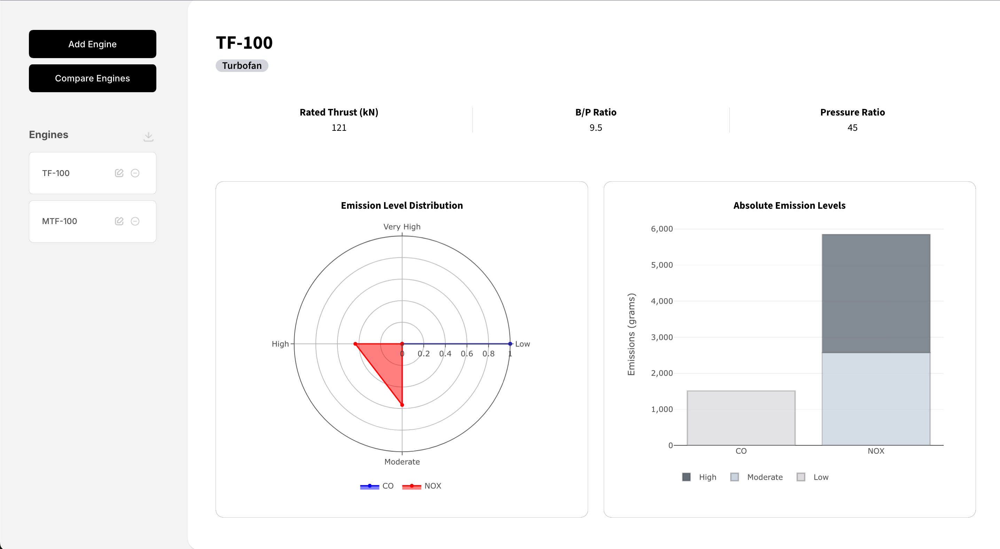 Add Engine
Compare Engines
Engines
TF-100
MTF-100
TF-100
Turbofan
Rated Thrust (kN)
121
B/P Ratio
9.5
Pressure Ratio
45
Emission Level Distribution
Very High
High
Low
0 0.2 0.4 0.6 0.8 1
Moderate
CO NOX
Absolute Emission Levels
Emissions (grams)
6,000
5,000
4,000
3,000
2,000
1,000
0
CO NOX
High Moderate Low